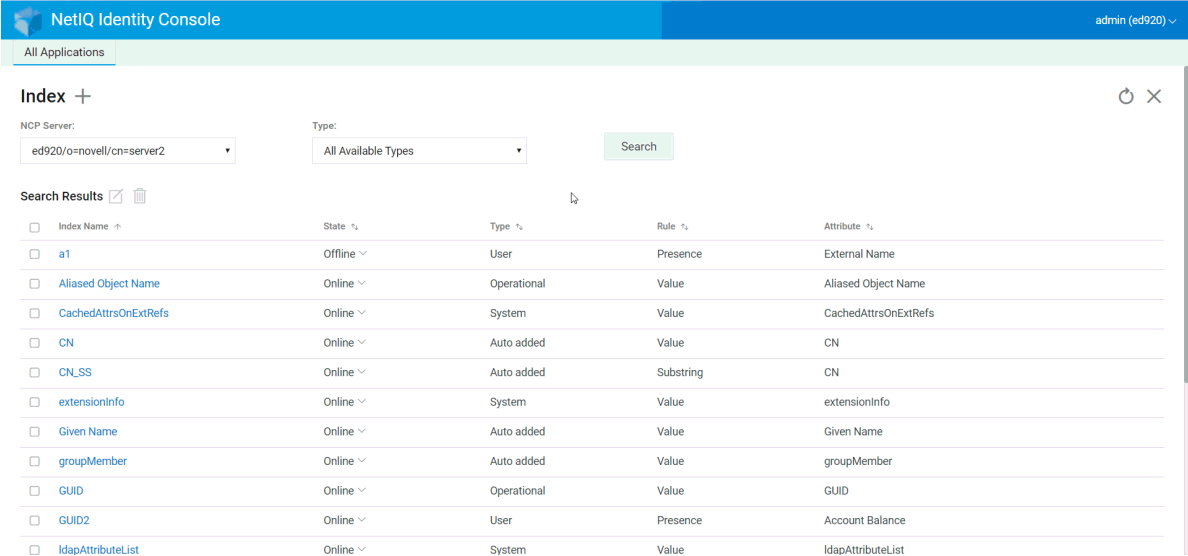 NetIQ Identity Console
admin (ed920)
All Applications
Index
NCP Server: Type:
ed920/o=novell/cn=server2 All Available Types Search
Search Results
Index Name State Type Rule Attribute
a1 Offline User Presence External Name
Aliased Object Name Online Operational Value Aliased Object Name
CachedAttrsOnExtRefs Online System Value CachedAttrsOnExtRefs
CN Online Auto added Value CN
CN_SS Online Auto added Substring CN
extensionInfo Online System Value extensionInfo
Given Name Online Auto added Value Given Name
groupMember Online Auto added Value groupMember
GUID Online Operational Value GUID
GUID2 Online User Presence Account Balance
ldapAttributeList Online System Value ldapAttributeList